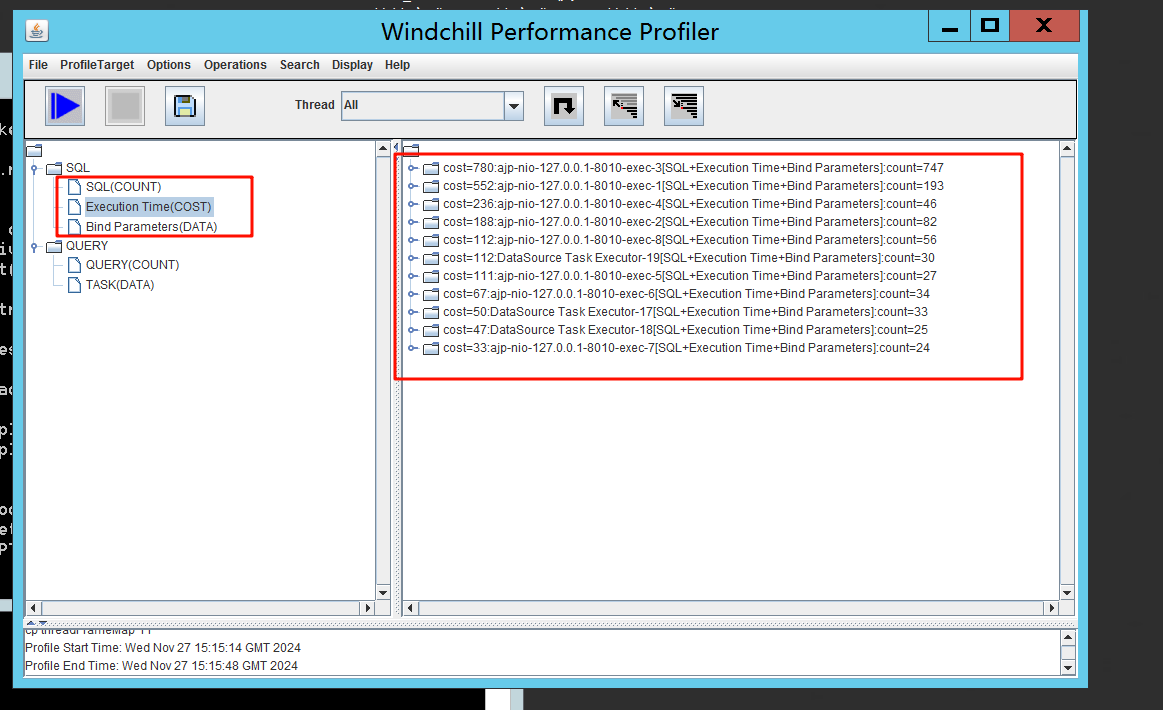 Windchill Performance Profiler
File ProfileTarget Options Operations Search Display Help
Thread All
SQL
SQL(COUNT)
Execution Time(COST)
Bind Parameters(DATA)
QUERY
QUERY(COUNT)
TASK(DATA)
cost=780:ajp-nio-127.0.0.1-8010-exec-3[SQL+Execution Time+Bind Parameters]:count=747
cost=552:ajp-nio-127.0.0.1-8010-exec-1[SQL+Execution Time+Bind Parameters]:count=193
cost=236:ajp-nio-127.0.0.1-8010-exec-4[SQL+Execution Time+Bind Parameters]:count=46
cost=188:ajp-nio-127.0.0.1-8010-exec-2[SQL+Execution Time+Bind Parameters]:count=82
cost=112:ajp-nio-127.0.0.1-8010-exec-8[SQL+Execution Time+Bind Parameters]:count=56
cost=112:DataSource Task Executor-19[SQL+Execution Time+Bind Parameters]:count=30
cost=111:ajp-nio-127.0.0.1-8010-exec-5[SQL+Execution Time+Bind Parameters]:count=27
cost=67:ajp-nio-127.0.0.1-8010-exec-6[SQL+Execution Time+Bind Parameters]:count=34
cost=50:DataSource Task Executor-17[SQL+Execution Time+Bind Parameters]:count=33
cost=47:DataSource Task Executor-18[SQL+Execution Time+Bind Parameters]:count=25
cost=33:ajp-nio-127.0.0.1-8010-exec-7[SQL+Execution Time+Bind Parameters]:count=24
cp threadFrameMap
Profile Start Time: Wed Nov 27 15:15:14 GMT 2024
Profile End Time: Wed Nov 27 15:15:48 GMT 2024